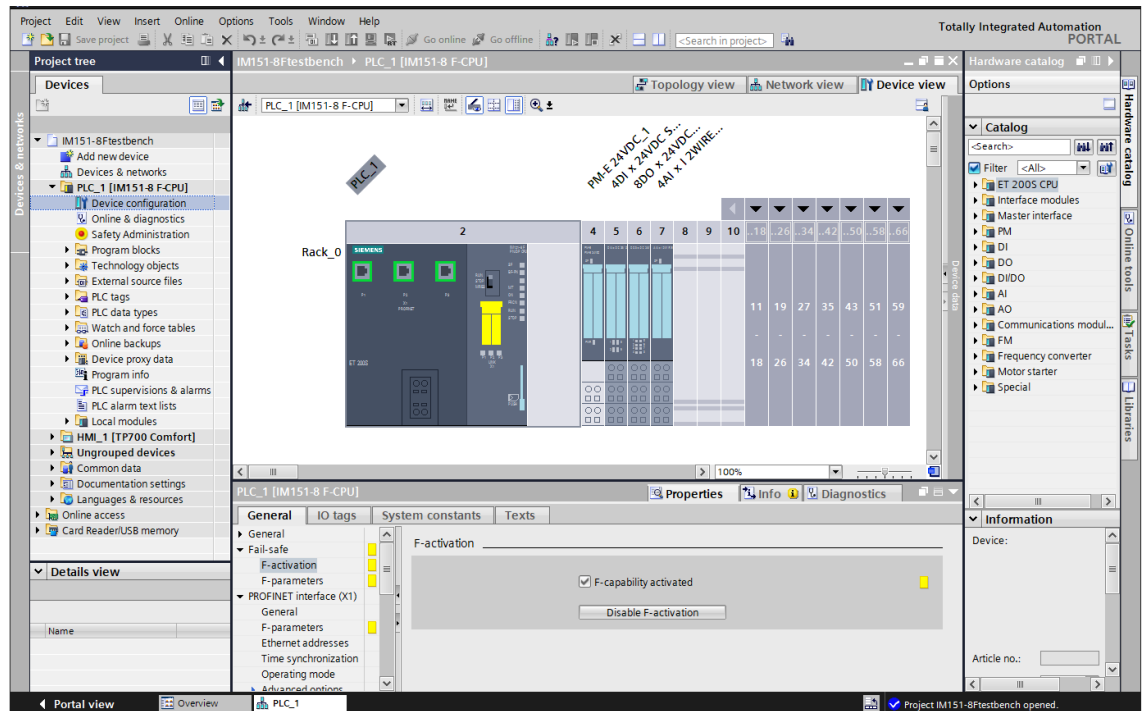 Project Edit View Insert Online Options Tools Window Help
Totally Integrated Automation
PORTAL
Save project
Go online
Go offline
<Search in project>
Project tree
IM151-8Ftestbench
PLC_1 [IM151-8 F-CPU]
Hardware catalog
Devices
Topology view
Network view
Device view
Options
PLC_1 [IM151-8 F-CPU]
Devices & networks
IM151-8Ftestbench
Add new device
Devices & networks
PLC_1 [IM151-8 F-CPU]
Device configuration
Online & diagnostics
Safety Administration
Program blocks
Technology objects
External source files
PLC tags
PLC data types
Watch and force tables
Online backups
Device proxy data
Program info
PLC supervisions & alarms
PLC alarm text lists
Local modules
HMI_1 [TP700 Comfort]
Ungrouped devices
Common data
Documentation settings
Languages & resources
Online access
Card Reader/USB memory
Details view
Name
PLC_1
PM-E 24VDC_1
4DI x 24VDC S...
8DO x 24VDC...
4AI x I 2WIRE...
2 4 5 6 7 8 9 10 ..18 ..26 ..34 ..42 ..50 ..58 ..66
Rack_0
SIEMENS
ET 200S
11 19 27 35 43 51 59
- - - - - - -
18 26 34 42 50 58 66
Device data
100%
PLC_1 [IM151-8 F-CPU]
Properties
Info
Diagnostics
General
IO tags
System constants
Texts
General
Fail-safe
F-activation
F-parameters
PROFINET interface (X1)
General
F-parameters
Ethernet addresses
Time synchronization
Operating mode
Advanced options
F-activation
F-capability activated
Disable F-activation
Catalog
<Search>
Filter
<All>
ET 200S CPU
Interface modules
Master interface
PM
DI
DO
DI/DO
AI
AO
Communications modul...
FM
Frequency converter
Motor starter
Special
Information
Device:
Article no.:
Hardware catalog
Online tools
Tasks
Libraries
Portal view
Overview
PLC_1
Project IM151-8Ftestbench opened.